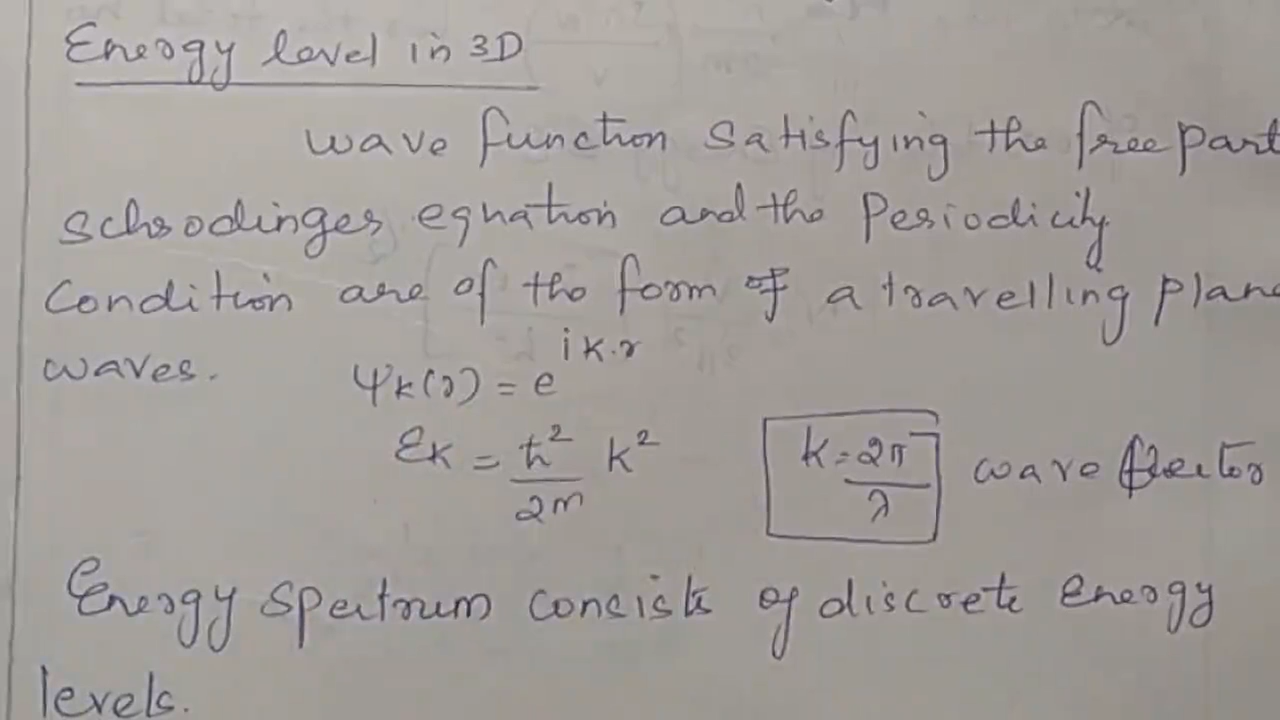 Energy level in 3D
wave function satisfying the free part
schrodinges equation and the Periodicity
Condition are of the form of a travelling plane
waves.
ψk(r) = e^{ik.r}
εk = ħ²/2m k²
k = 2π/λ wave vector
Energy spectrum consists of discrete energy
levels.